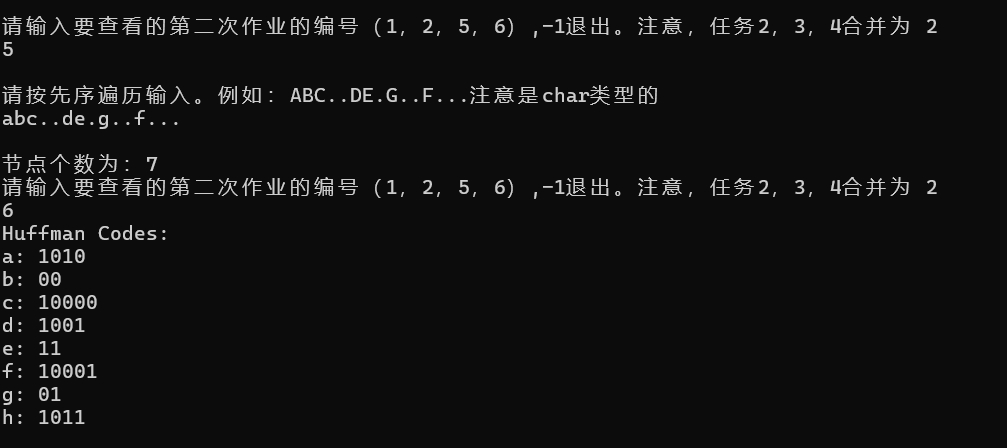 请输入要查看的第二次作业的编号（1，2，5，6）,-1退出。注意，任务2，3，4合并为 2
5
请按先序遍历输入。例如：ABC..DE.G..F...注意是char类型的
abc..de.g..f...
节点个数为：7
请输入要查看的第二次作业的编号（1，2，5，6）,-1退出。注意，任务2，3，4合并为 2
6
Huffman Codes:
a: 1010
b: 00
c: 10000
d: 1001
e: 11
f: 10001
g: 01
h: 1011